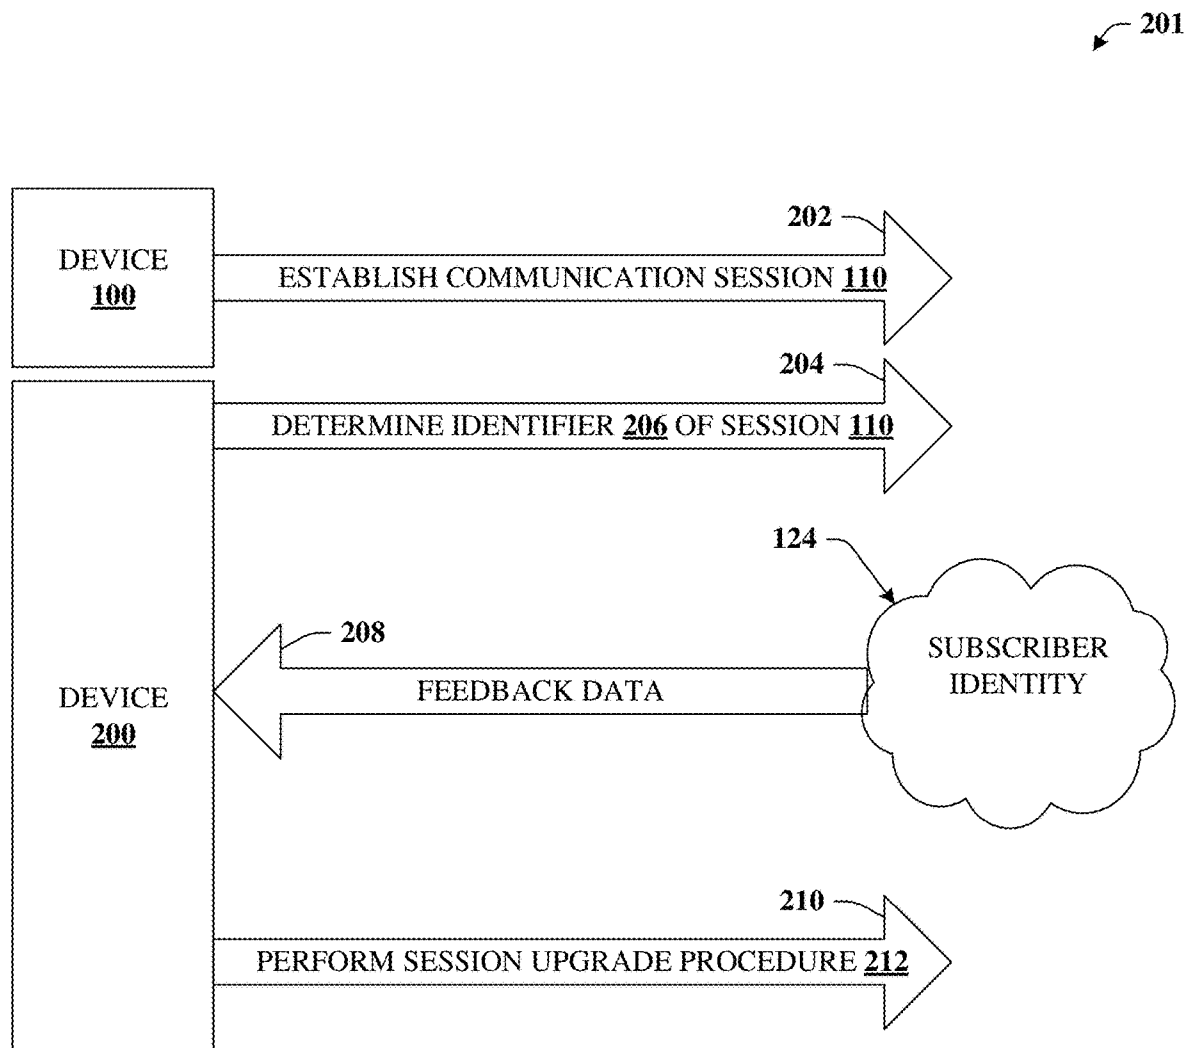 201
202
DEVICE
100
ESTABLISH COMMUNICATION SESSION 110
204
DETERMINE IDENTIFIER 206 OF SESSION 110
124
208
SUBSCRIBER
IDENTITY
FEEDBACK DATA
DEVICE
200
210
PERFORM SESSION UPGRADE PROCEDURE 212